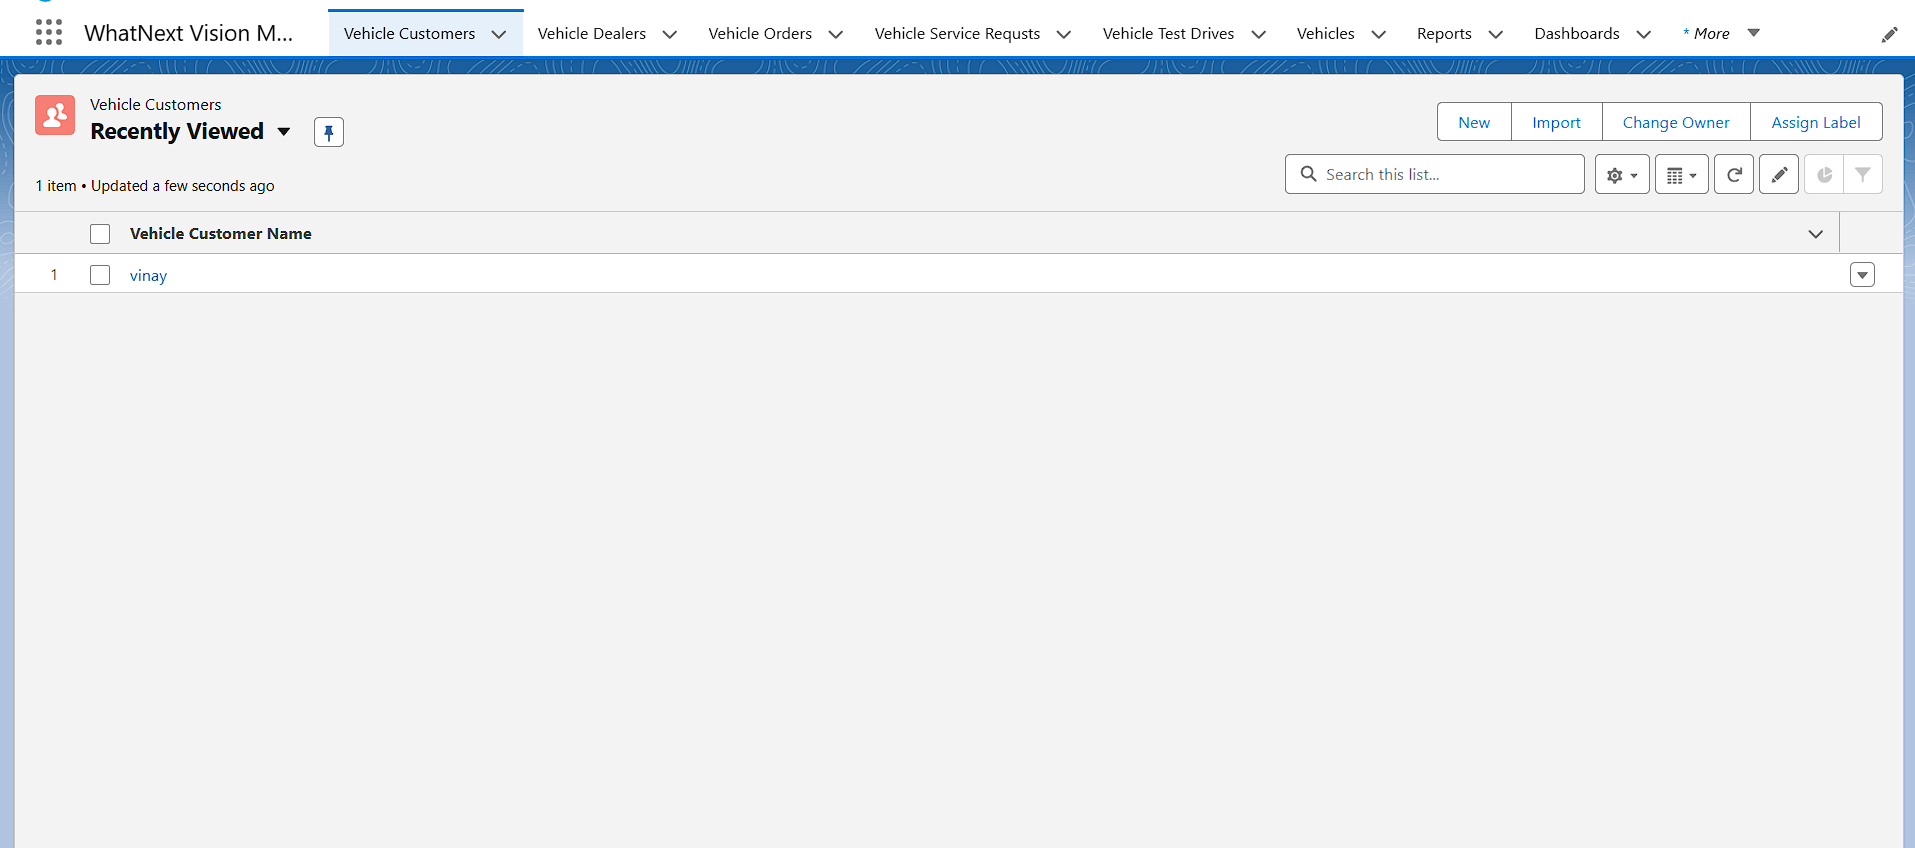 WhatNext Vision M...
Vehicle Customers
Vehicle Dealers
Vehicle Orders
Vehicle Service Requsts
Vehicle Test Drives
Vehicles
Reports
Dashboards
* More
Vehicle Customers
Recently Viewed
New
Import
Change Owner
Assign Label
1 item • Updated a few seconds ago
Search this list...
Vehicle Customer Name
1
vinay